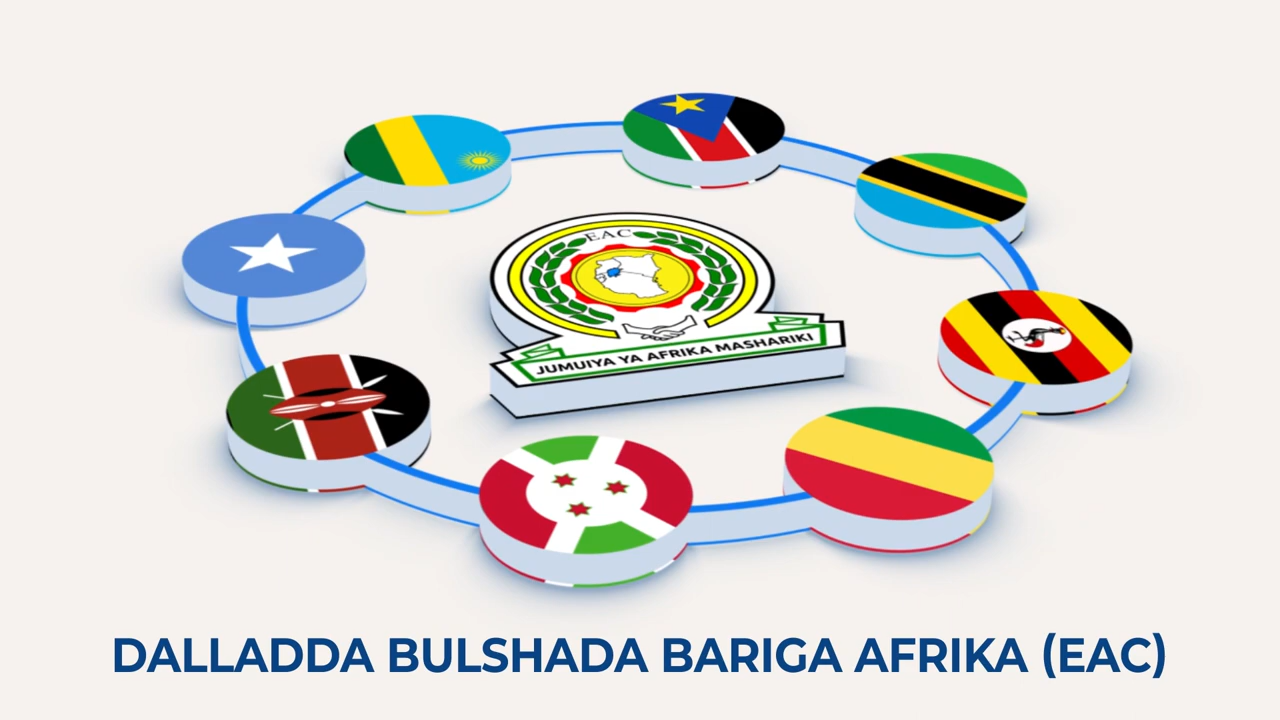 EAC
JUMUIYA YA AFRIKA MASHARIKI
DALLADDA BULSHADA BARIGA AFRIKA (EAC)